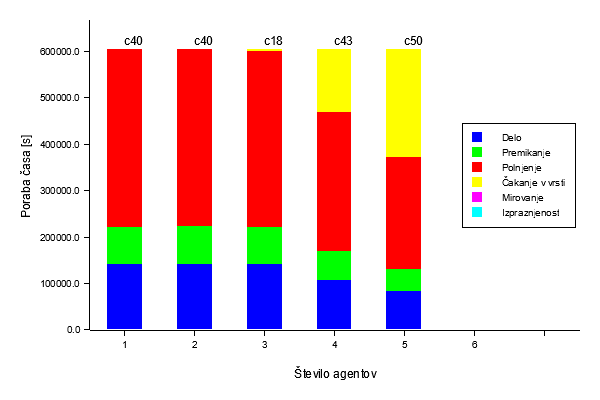 c40 c40 c18 c43 c50
600000.0
500000.0
400000.0
300000.0
200000.0
100000.0
0.0
Poraba časa [s]
Delo
Premikanje
Polnjenje
Čakanje v vrsti
Mirovanje
Izpraznjenost
1 2 3 4 5 6
Število agentov